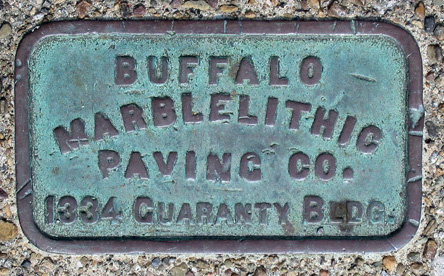 BUFFALO
MARBLELITHIC
PAVING CO.
1334 GUARANTY BLDG.